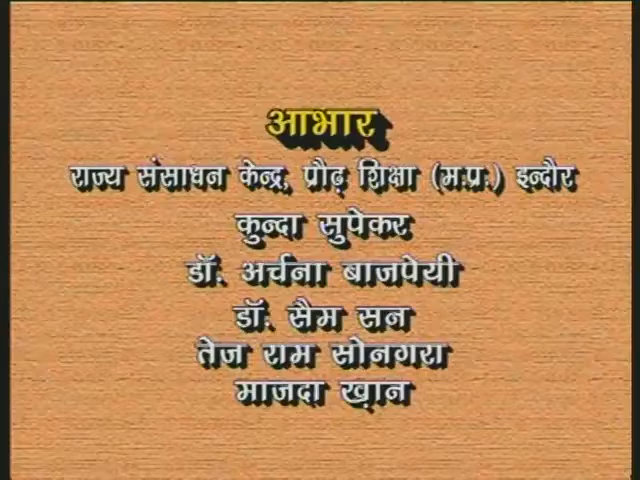 आभार
राज्य संसाधन केन्द्र, प्रौढ़ शिक्षा (म.प्र.) इन्दौर
कुन्दा सुपेकर
डॉ. अर्चना बाजपेयी
डॉ. सैम सन
तेज राम सोनगरा
माजदा ख़ान